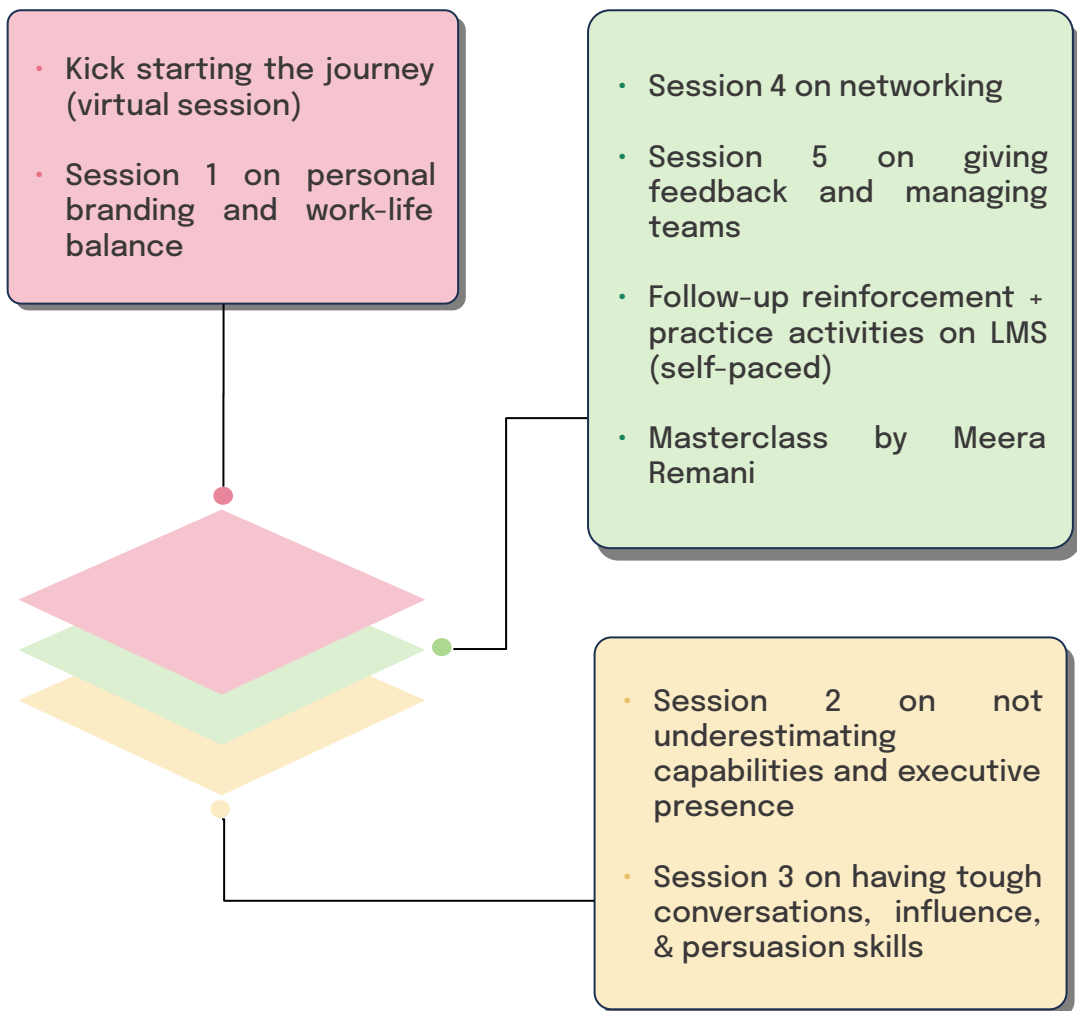 • Kick starting the journey
(virtual session)
• Session 1 on personal
branding and work-life
balance
• Session 4 on networking
• Session 5 on giving
feedback and managing
teams
• Follow-up reinforcement +
practice activities on LMS
(self-paced)
• Masterclass by Meera
Remani
• Session 2 on not
underestimating
capabilities and executive
presence
• Session 3 on having tough
conversations, influence,
& persuasion skills